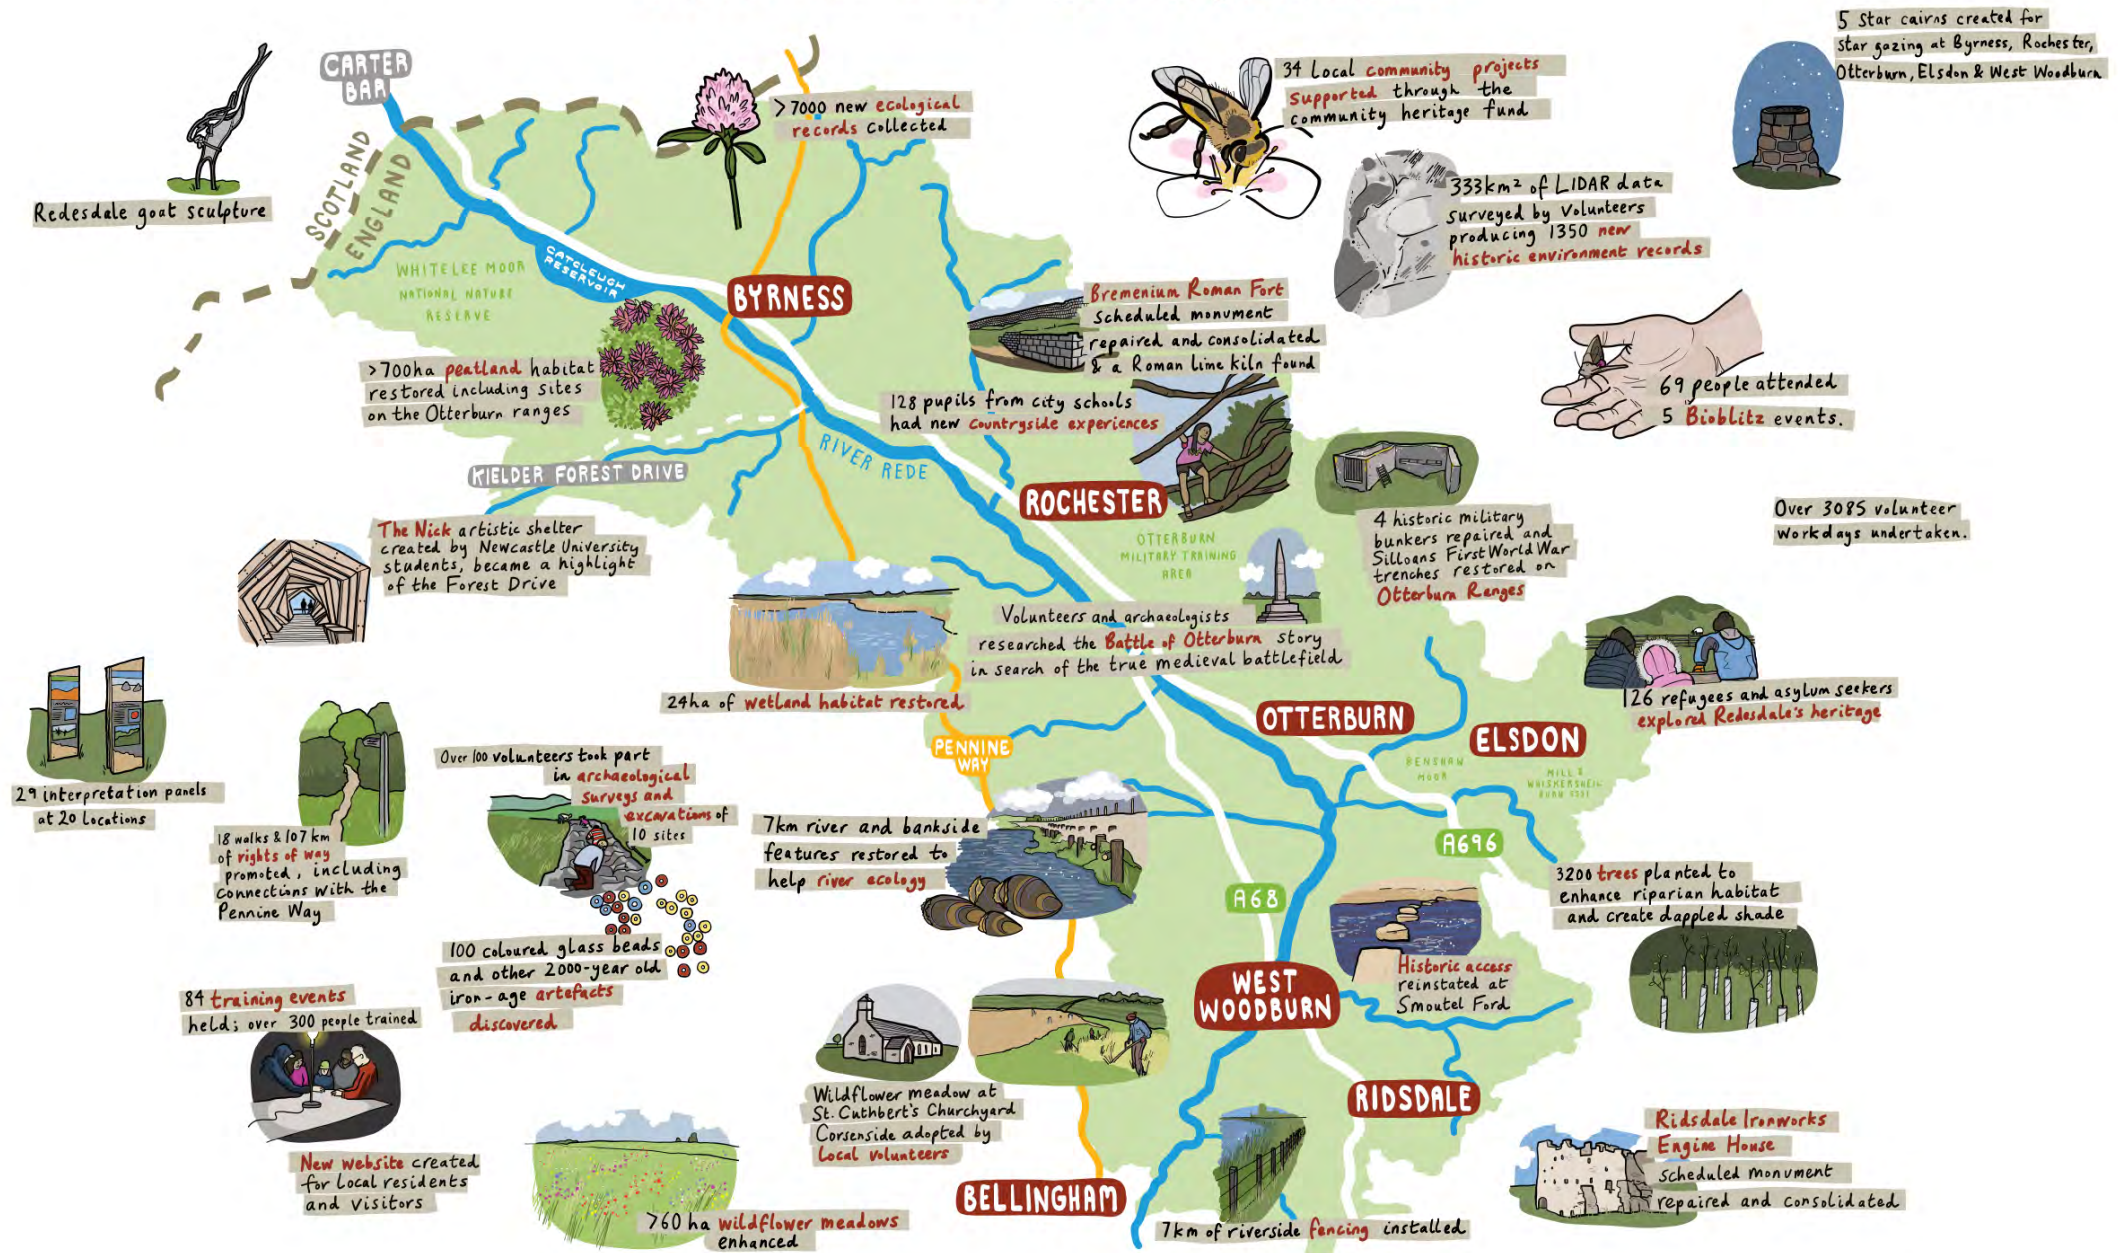 CARTER
BAR
SCOTLAND
ENGLAND
Redesdale goat sculpture
>7000 new ecological
records collected
34 Local community projects
supported through the
community heritage fund
5 star cairns created for
star gazing at Byrness, Rochester,
Otterburn, Elsdon & West Woodburn
333km² of LIDAR data
surveyed by volunteers
producing 1350 new
historic environment records
WHITELEE MOOR
NATIONAL NATURE
RESERVE
CATCLEUGH
RESERVOIR
BYRNESS
Bremenium Roman Fort
scheduled monument
repaired and consolidated
& a Roman lime kiln found
>700ha peatland habitat
restored including sites
on the Otterburn ranges
128 pupils from city schools
had new countryside experiences
69 people attended
5 Bioblitz events.
RIVER REDE
KIELDER FOREST DRIVE
ROCHESTER
The Nick artistic shelter
created by Newcastle University
students, became a highlight
of the Forest Drive
OTTERBURN
MILITARY TRAINING
AREA
4 historic military
bunkers repaired and
Silloans First World War
trenches restored on
Otterburn Ranges
Over 3085 volunteer
workdays undertaken.
Volunteers and archaeologists
researched the Battle of Otterburn story
in search of the true medieval battlefield
24ha of wetland habitat restored
126 refugees and asylum seekers
explored Redesdale's heritage
OTTERBURN
ELSDON
PENNINE
WAY
BENSHAW
MOOR
MILL &
WHISKERSHIEL
BURN SSSI
29 interpretation panels
at 20 locations
18 walks & 107 km
of rights of way
promoted, including
connections with the
Pennine Way
Over 100 volunteers took part
in archaeological
surveys and
excavations of
10 sites
7km river and bankside
features restored to
help river ecology
A696
A68
3200 trees planted to
enhance riparian habitat
and create dappled shade
100 coloured glass beads
and other 2000-year old
iron-age artefacts
discovered
Historic access
reinstated at
Smoutel Ford
WEST
WOODBURN
84 training events
held; over 300 people trained
Wildflower meadow at
St. Cuthbert's Churchyard
Corsenside adopted by
local volunteers
RIDSDALE
Ridsdale Ironworks
Engine House
scheduled monument
repaired and consolidated
New website created
for local residents
and visitors
BELLINGHAM
>60 ha wildflower meadows
enhanced
7km of riverside fencing installed